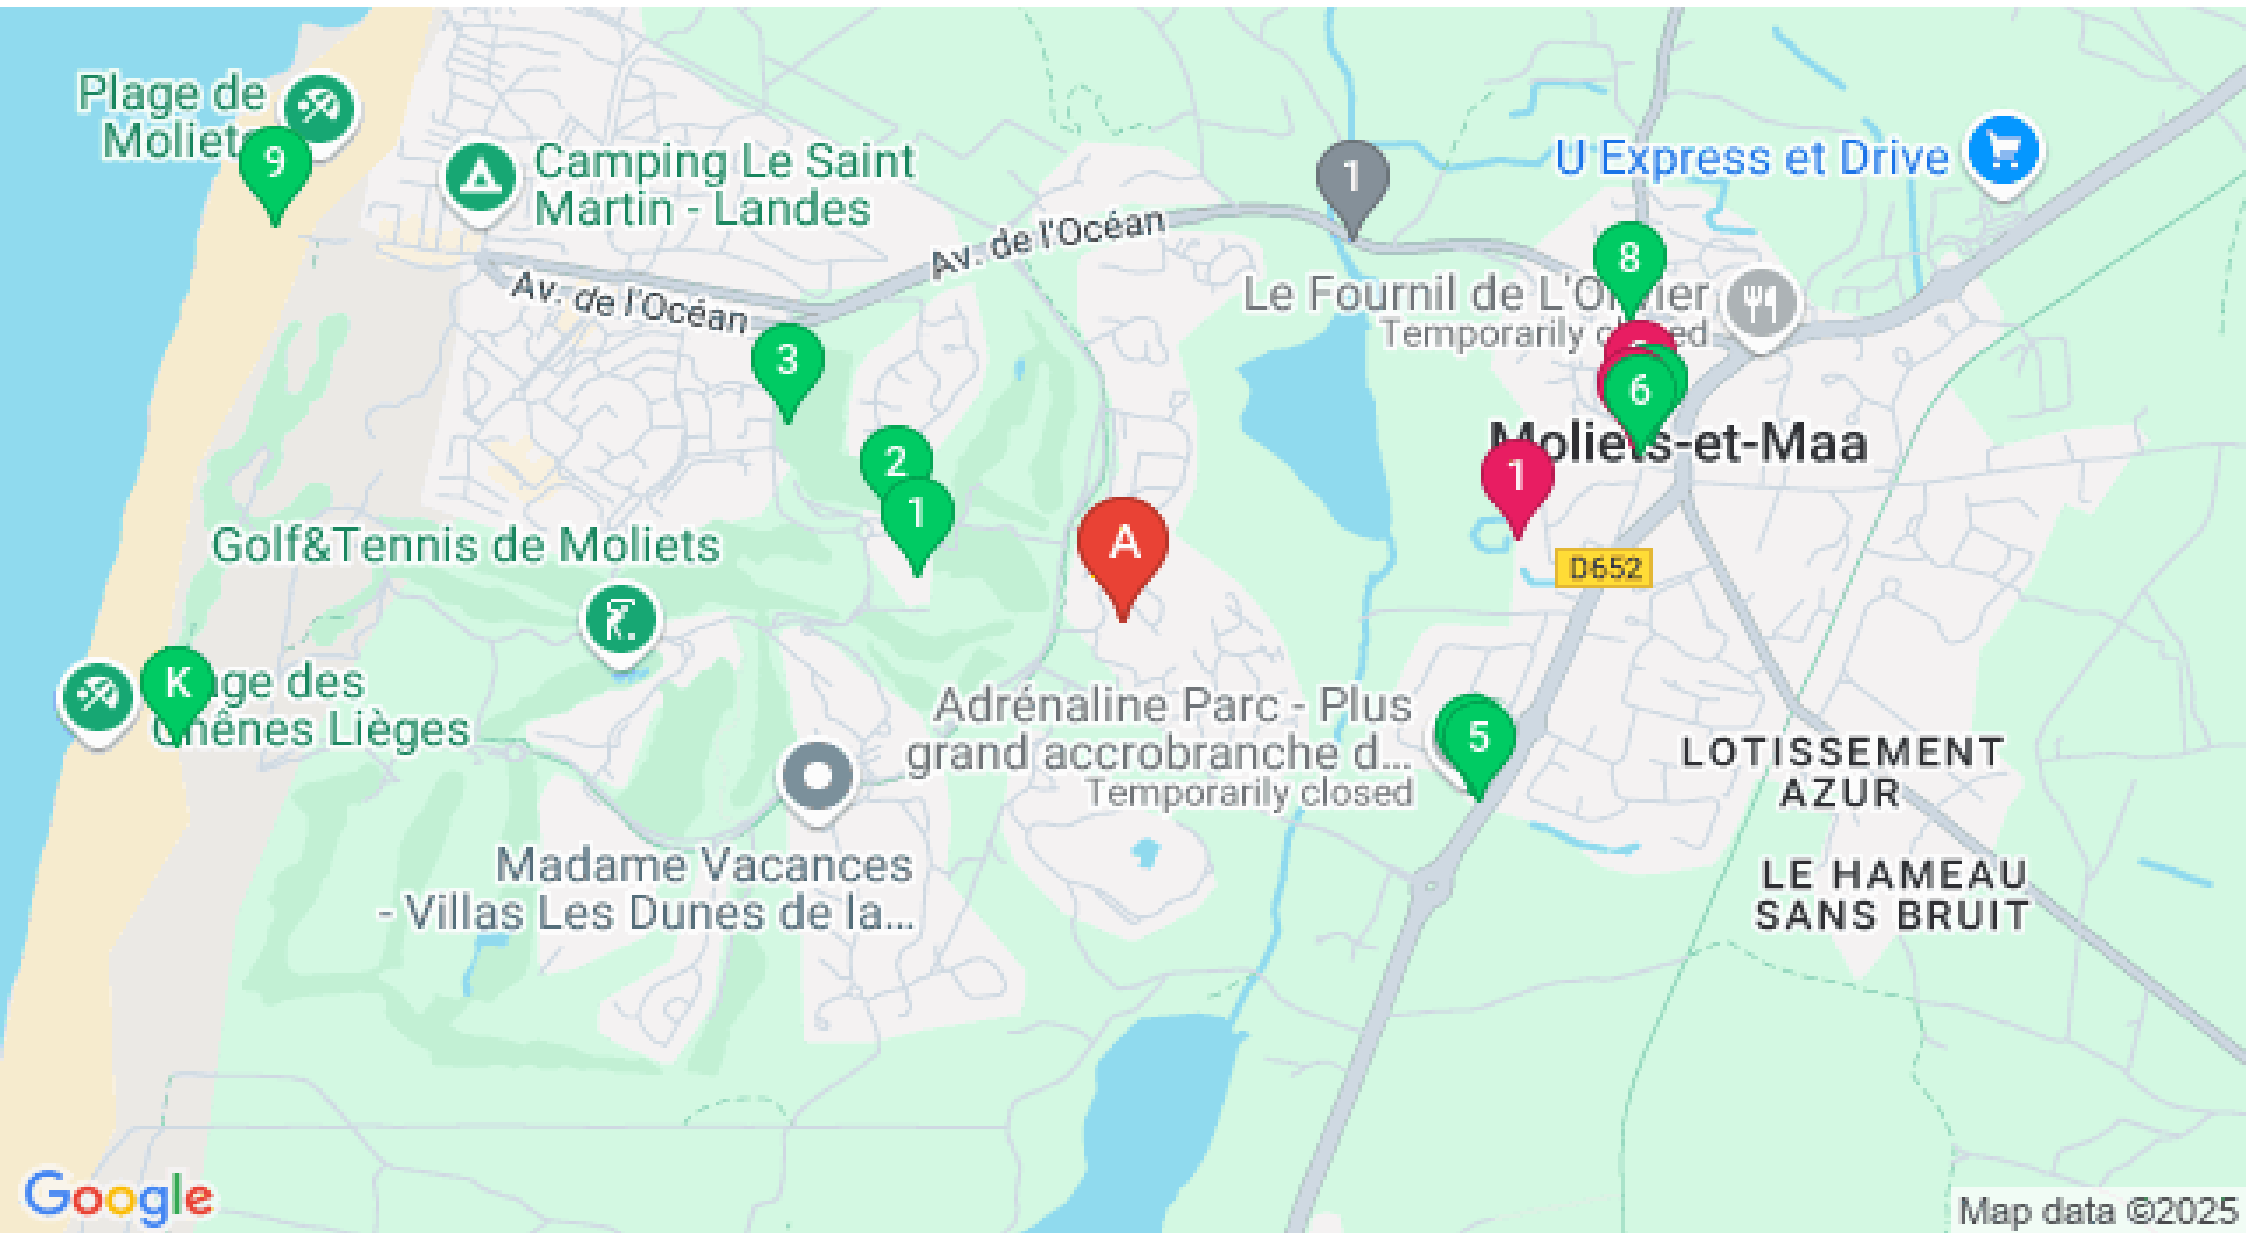 Plage de
Moliets
9
Camping Le Saint
Martin - Landes
1
U Express et Drive
Av. de l'Océan
Av. de l'Océan
8
Le Fournil de L'Olivier
Temporarily closed
3
6
Moliets-et-Maa
2
1
1
A
Golf&Tennis de Moliets
D652
K
des
Chênes Lièges
Adrénaline Parc - Plus
grand accrobranche d...
Temporarily closed
5
LOTISSEMENT
AZUR
Madame Vacances
- Villas Les Dunes de la...
LE HAMEAU
SANS BRUIT
Google
Map data ©2025